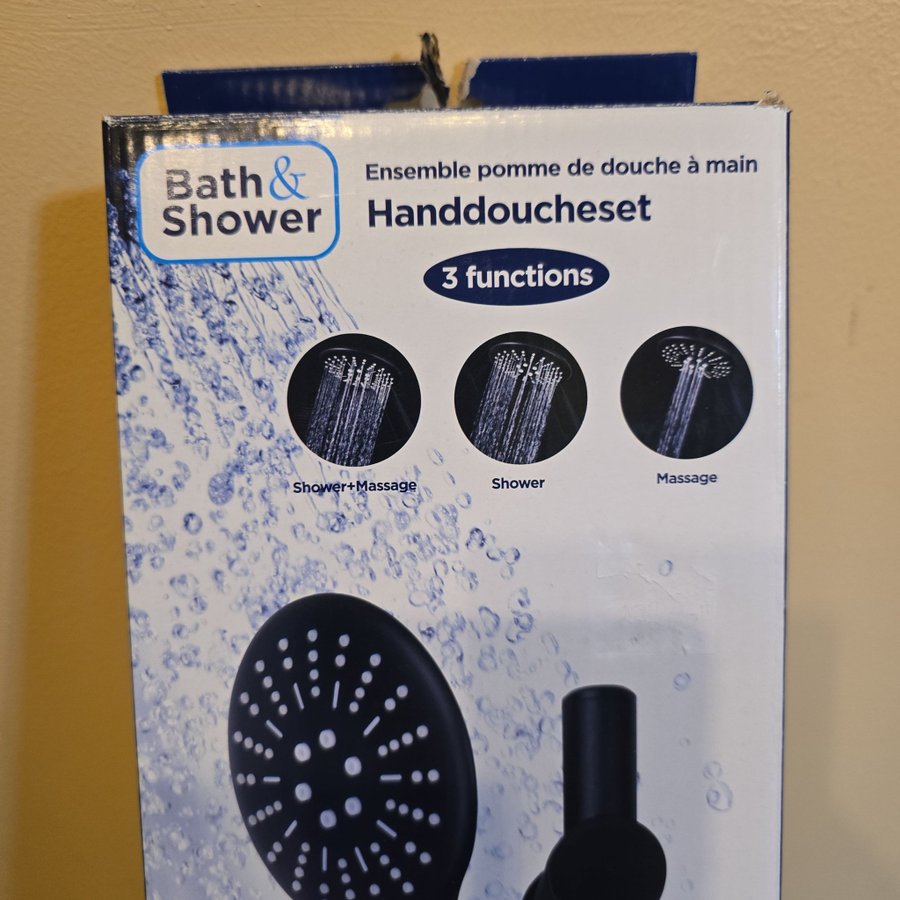 Bath&
Shower
Ensemble pomme de douche à main
Handdoucheset
3 functions
Shower+Massage
Shower
Massage